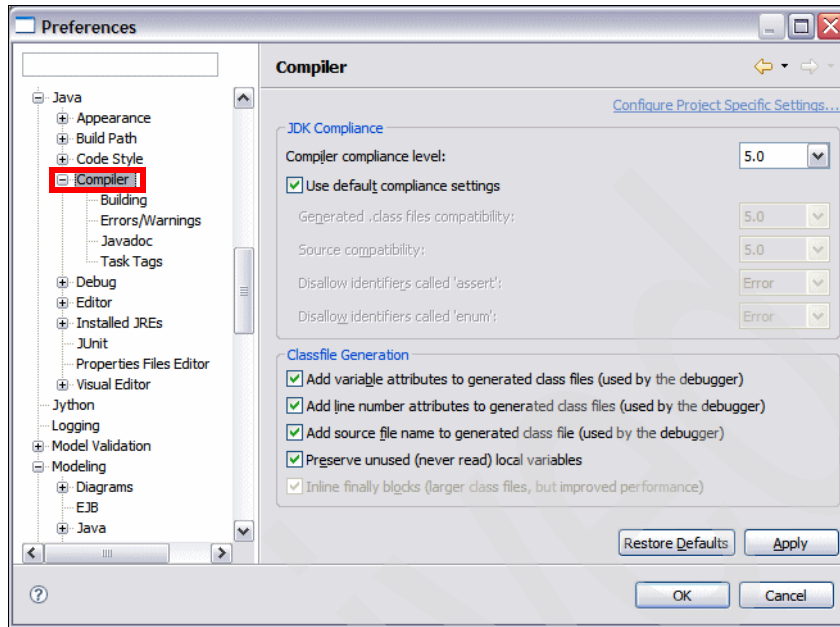 Preferences
Java
Appearance
Build Path
Code Style
Compiler
Building
Errors/Warnings
Javadoc
Task Tags
Debug
Editor
Installed JREs
JUnit
Properties Files Editor
Visual Editor
Jython
Logging
Model Validation
Modeling
Diagrams
EJB
Java
Compiler
Configure Project Specific Settings...
JDK Compliance
Compiler compliance level: 5.0
Use default compliance settings
Generated .class files compatibility: 5.0
Source compatibility: 5.0
Disallow identifiers called 'assert': Error
Disallow identifiers called 'enum': Error
Classfile Generation
Add variable attributes to generated class files (used by the debugger)
Add line number attributes to generated class files (used by the debugger)
Add source file name to generated class file (used by the debugger)
Preserve unused (never read) local variables
Inline finally blocks (larger class files, but improved performance)
Restore Defaults Apply
? OK Cancel